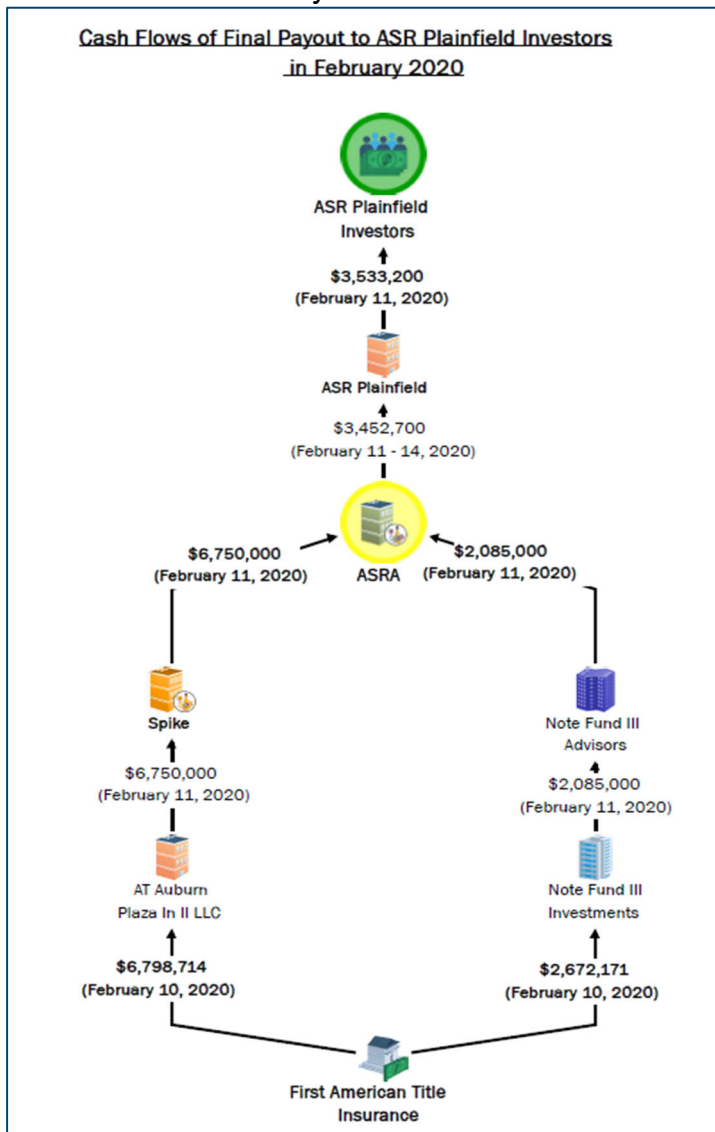 Cash Flows of Final Payout to ASR Plainfield Investors
in February 2020
ASR Plainfield
Investors
$3,533,200
(February 11, 2020)
ASR Plainfield
$3,452,700
(February 11 - 14, 2020)
$6,750,000
(February 11, 2020)
ASRA
$2,085,000
(February 11, 2020)
Spike
Note Fund III
Advisors
$6,750,000
(February 11, 2020)
$2,085,000
(February 11, 2020)
AT Auburn
Plaza In II LLC
Note Fund III
Investments
$6,798,714
(February 10, 2020)
$2,672,171
(February 10, 2020)
First American Title
Insurance